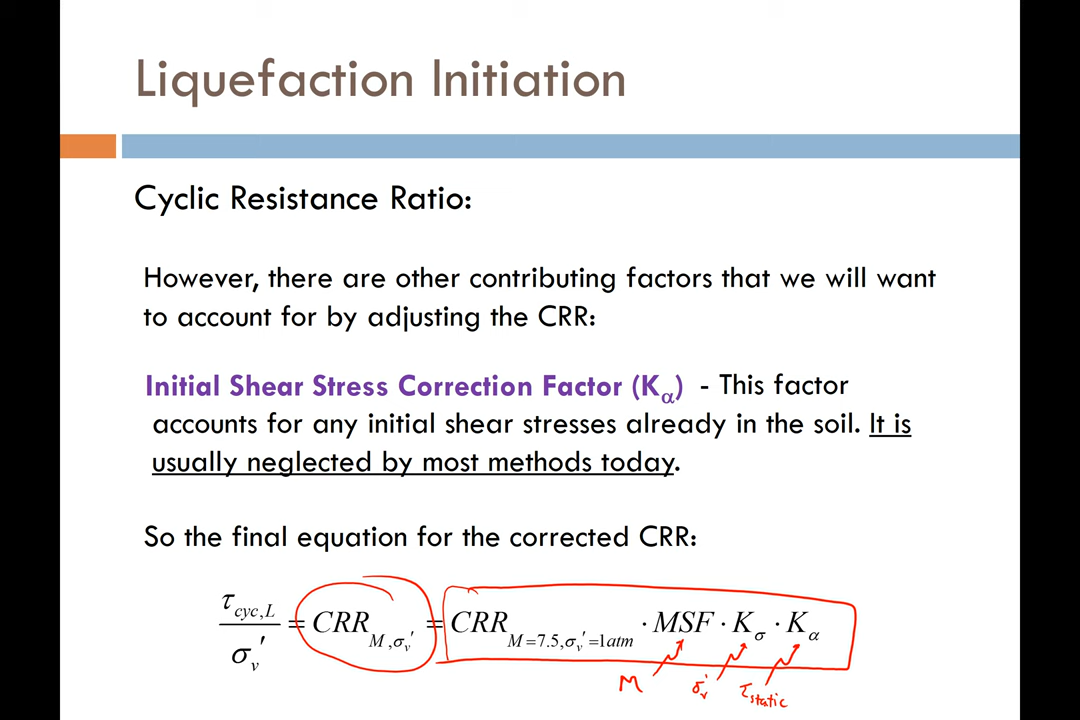 Liquefaction Initiation
Cyclic Resistance Ratio:
However, there are other contributing factors that we will want
to account for by adjusting the CRR:
Initial Shear Stress Correction Factor (Kα) - This factor
accounts for any initial shear stresses already in the soil. It is
usually neglected by most methods today.
So the final equation for the corrected CRR:
τcyc,L / σv′ = CRR M,σv′ = CRR M=7.5,σv′=1atm · MSF · Kσ · Kα
M σv′ τstatic